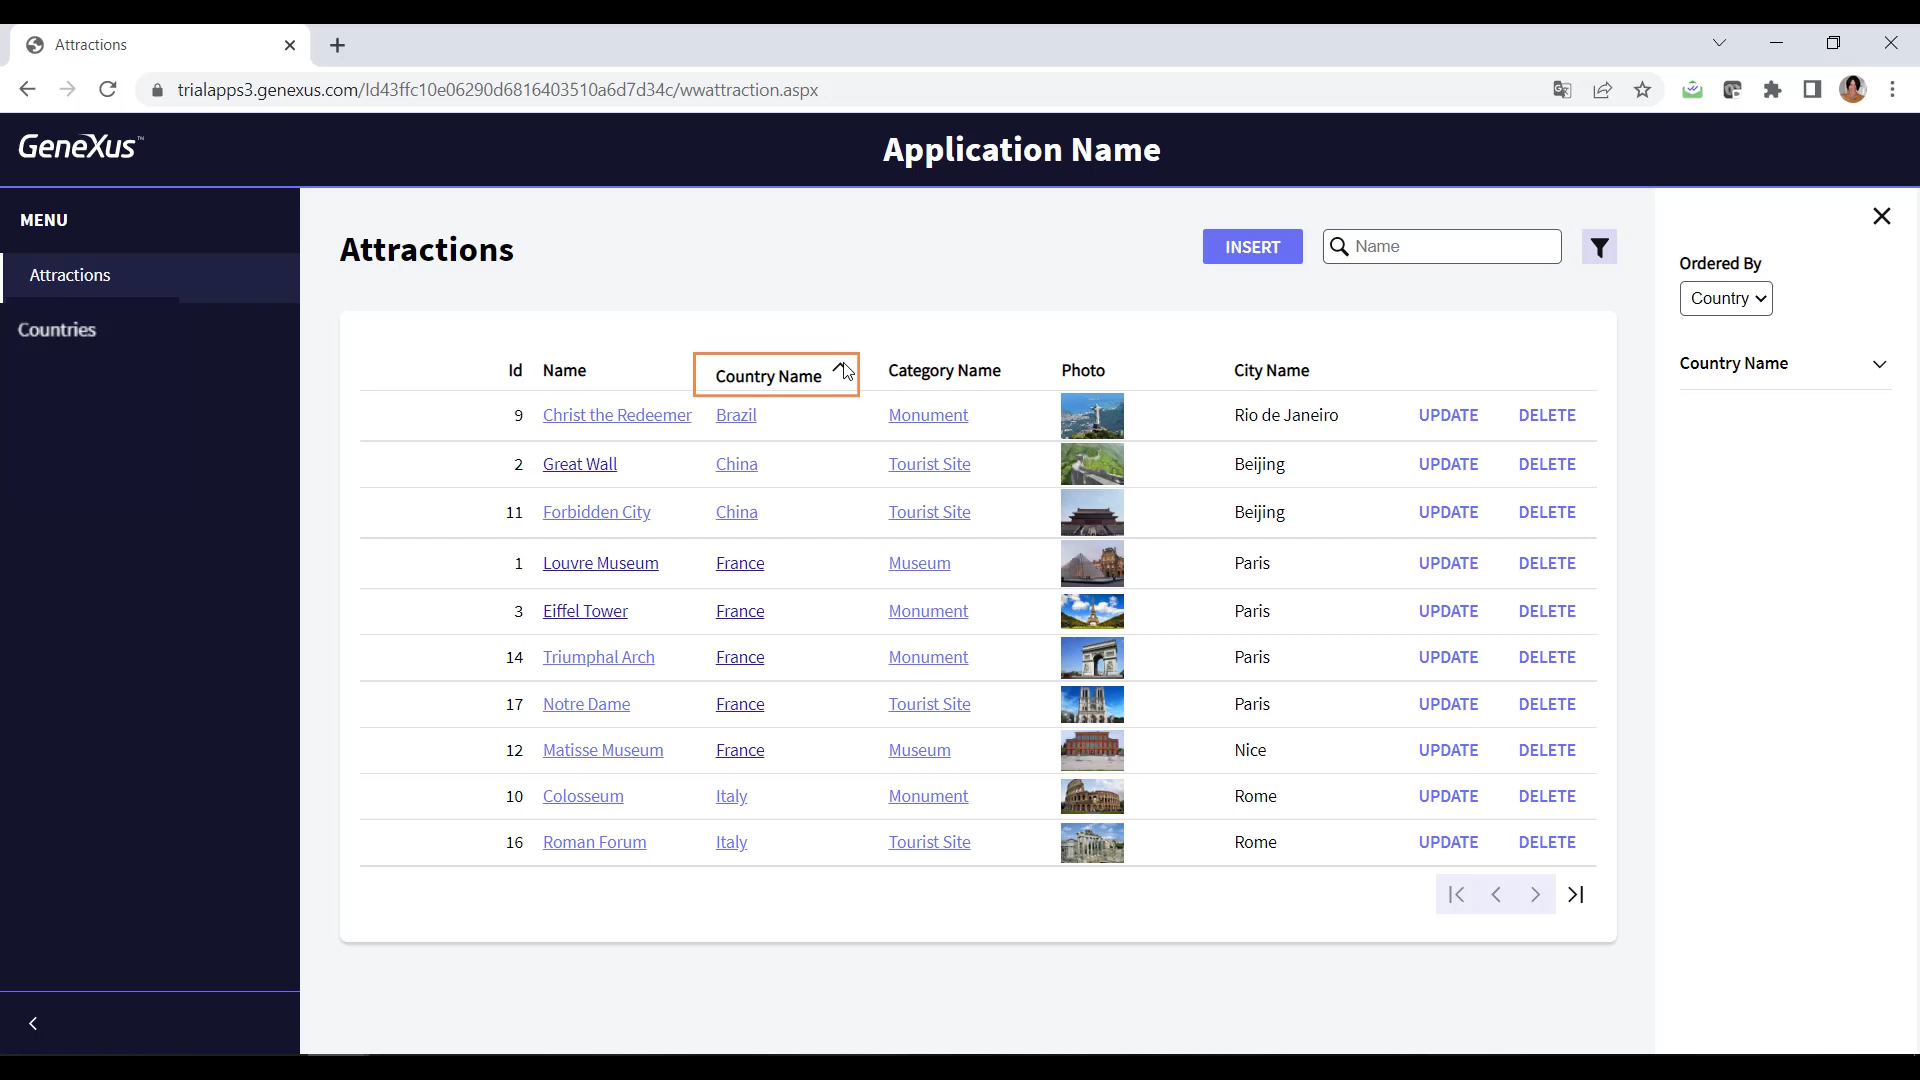 Attractions
trialapps3.genexus.com/Id43ffc10e06290d6816403510a6d7d34c/wwattraction.aspx
GeneXus™
Application Name
MENU
Attractions
Countries
Attractions
INSERT
Name
Ordered By
Country
Country Name
Id Name Country Name Category Name Photo City Name
9 Christ the Redeemer Brazil Monument Rio de Janeiro UPDATE DELETE
2 Great Wall China Tourist Site Beijing UPDATE DELETE
11 Forbidden City China Tourist Site Beijing UPDATE DELETE
1 Louvre Museum France Museum Paris UPDATE DELETE
3 Eiffel Tower France Monument Paris UPDATE DELETE
14 Triumphal Arch France Monument Paris UPDATE DELETE
17 Notre Dame France Tourist Site Paris UPDATE DELETE
12 Matisse Museum France Museum Nice UPDATE DELETE
10 Colosseum Italy Monument Rome UPDATE DELETE
16 Roman Forum Italy Tourist Site Rome UPDATE DELETE